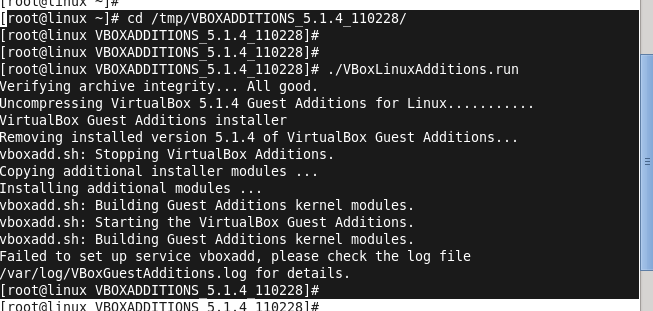 [root@linux ~]#
[root@linux ~]# cd /tmp/VBOXADDITIONS_5.1.4_110228/
[root@linux VBOXADDITIONS_5.1.4_110228]#
[root@linux VBOXADDITIONS_5.1.4_110228]#
[root@linux VBOXADDITIONS_5.1.4_110228]# ./VBoxLinuxAdditions.run
Verifying archive integrity... All good.
Uncompressing VirtualBox 5.1.4 Guest Additions for Linux...........
VirtualBox Guest Additions installer
Removing installed version 5.1.4 of VirtualBox Guest Additions...
vboxadd.sh: Stopping VirtualBox Additions.
Copying additional installer modules ...
Installing additional modules ...
vboxadd.sh: Building Guest Additions kernel modules.
vboxadd.sh: Starting the VirtualBox Guest Additions.
vboxadd.sh: Building Guest Additions kernel modules.
Failed to set up service vboxadd, please check the log file
/var/log/VBoxGuestAdditions.log for details.
[root@linux VBOXADDITIONS_5.1.4_110228]#
[root@linux VBOXADDITIONS_5.1.4_110228]#